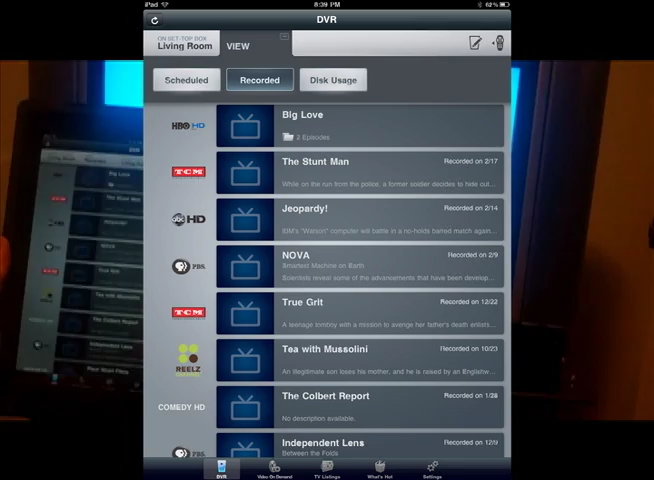 iPad
8:39 PM
62%
DVR
ON SET-TOP BOX
Living Room
VIEW
Scheduled
Recorded
Disk Usage
HBO HD
Big Love
2 Episodes
TCM
The Stunt Man
Recorded on 2/17
While on the run from the police, a former soldier decides to hide out...
abc HD
Jeopardy!
Recorded on 2/14
IBM's "Watson" computer will battle in a no-holds barred match again...
PBS
NOVA
Recorded on 2/9
Smartest Machine on Earth
Scientists reveal some of the advancements that have been develop...
TCM
True Grit
Recorded on 12/22
A teenage tomboy with a mission to avenge her father's death enlists...
REELZ
Tea with Mussolini
Recorded on 10/23
An illegitimate son loses his mother, and he is raised by an Englishw...
COMEDY HD
The Colbert Report
Recorded on 1/28
No description available.
PBS
Independent Lens
Recorded on 12/9
Between the Folds
DVR
Video On Demand
TV Listings
What's Hot
Settings